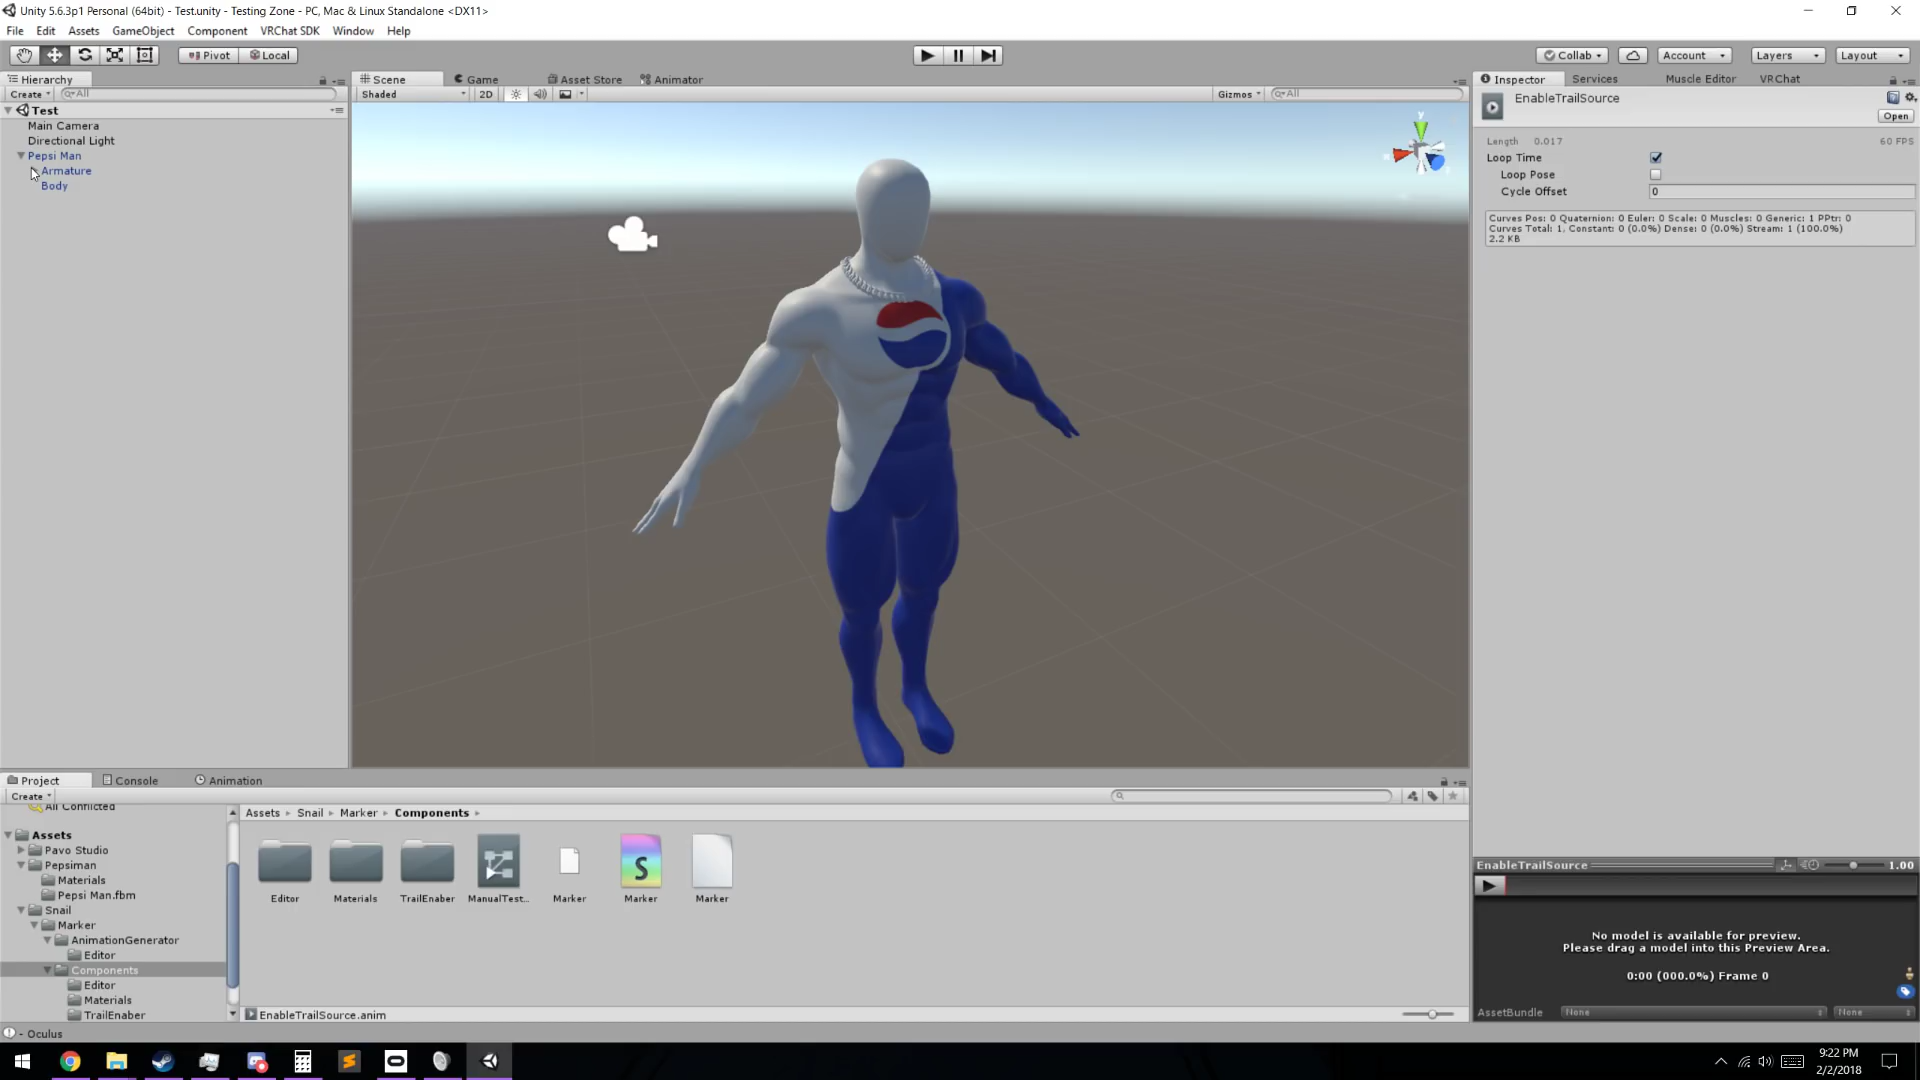 Unity 5.6.3p1 Personal (64bit) - Test.unity - Testing Zone - PC, Mac & Linux Standalone <DX11>
File Edit Assets GameObject Component VRChat SDK Window Help
Pivot Local Collab Account Layers Layout
Hierarchy
Create All
Test
Main Camera
Directional Light
Pepsi Man
Armature
Body
Scene Game Asset Store Animator
Shaded 2D Gizmos All
y
x
Inspector Services Muscle Editor VRChat
EnableTrailSource
Open
Length 0.017 60 FPS
Loop Time
Loop Pose
Cycle Offset 0
Curves Pos: 0 Quaternion: 0 Euler: 0 Scale: 0 Muscles: 0 Generic: 1 PPtr: 0
Curves Total: 1, Constant: 0 (0.0%) Dense: 0 (0.0%) Stream: 1 (100.0%)
2.2 KB
Project Console Animation
Create
All Conflicted
Assets
Pavo Studio
Pepsiman
Materials
Pepsi Man.fbm
Snail
Marker
AnimationGenerator
Editor
Components
Editor
Materials
TrailEnaber
Assets Snail Marker Components
S
Editor Materials TrailEnaber ManualTest... Marker Marker Marker
EnableTrailSource.anim
EnableTrailSource 1.00
No model is available for preview.
Please drag a model into this Preview Area.
0:00 (000.0%) Frame 0
AssetBundle None None
- Oculus
9:22 PM
2/2/2018